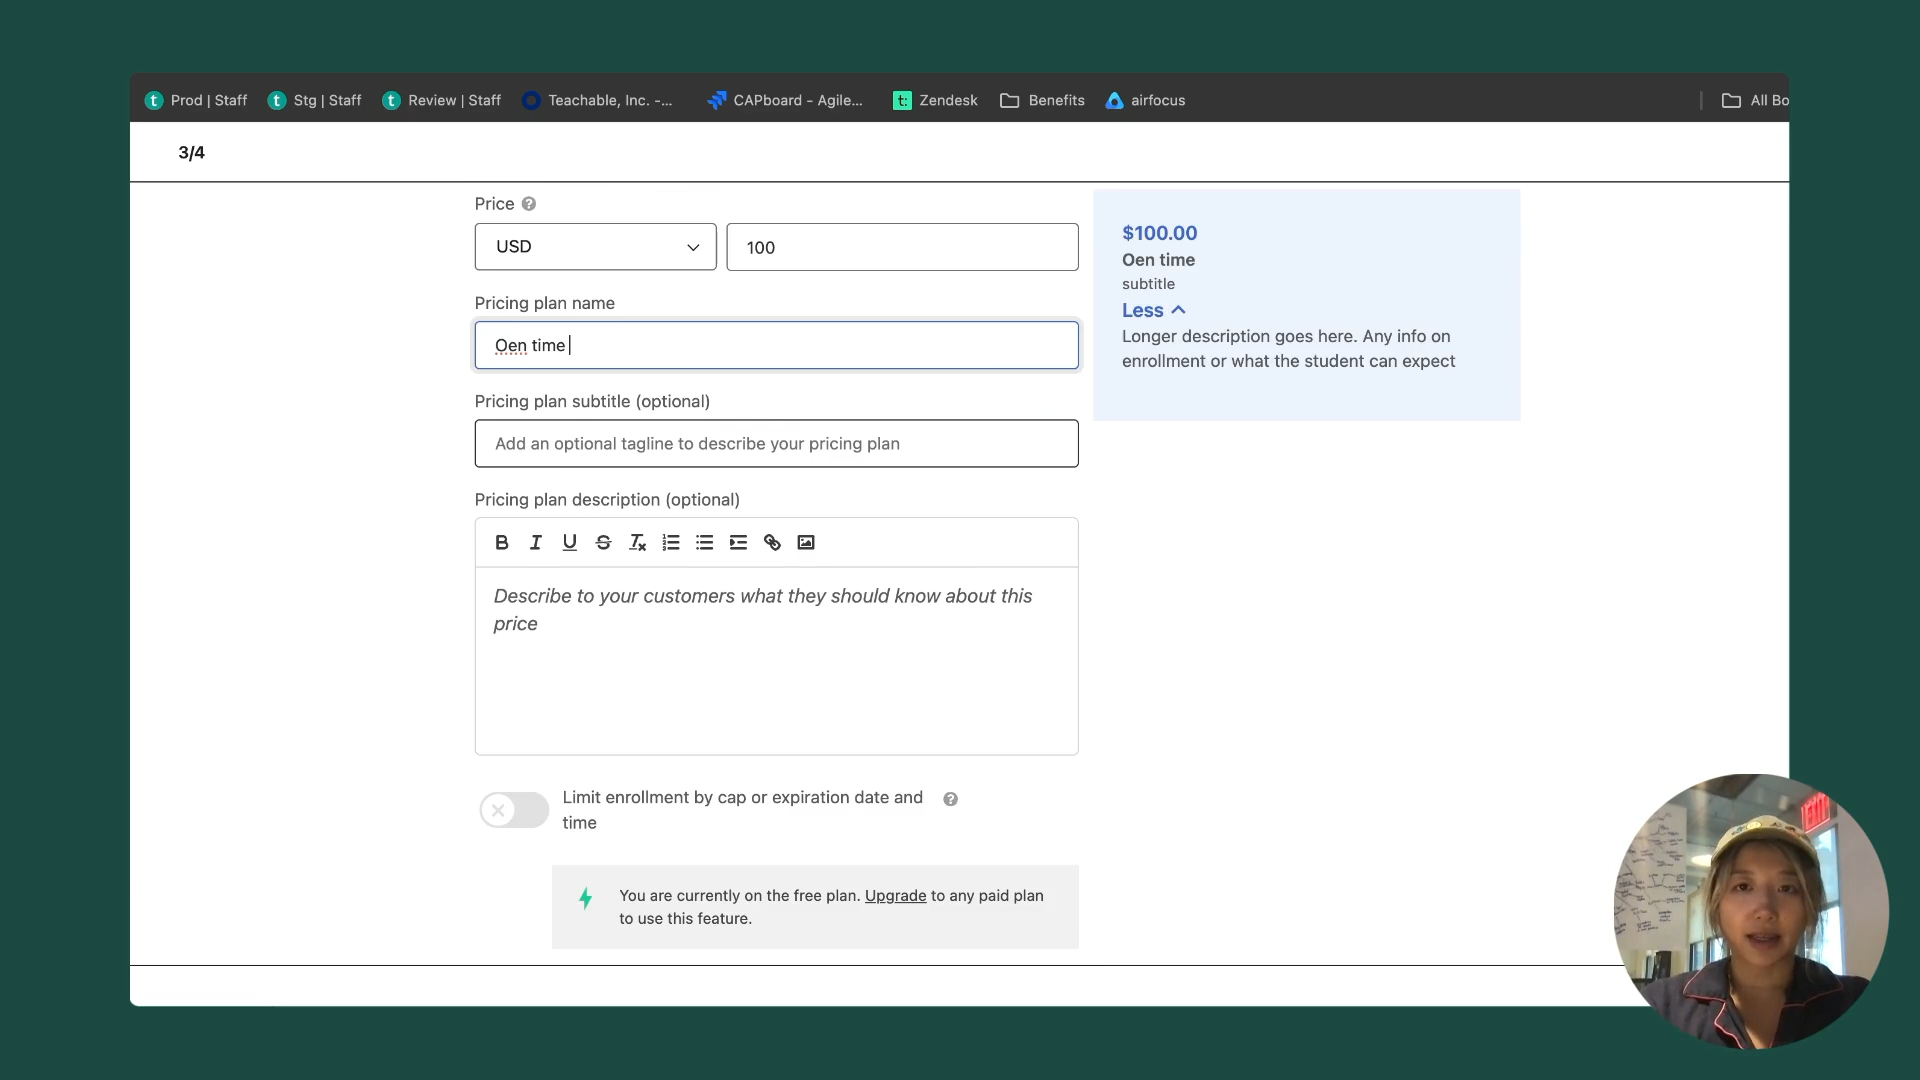 Prod | Staff Stg | Staff Review | Staff Teachable, Inc. -... CAPboard - Agile... t: Zendesk Benefits airfocus All Bo
3/4
Price
USD 100
Pricing plan name
Oen time
Pricing plan subtitle (optional)
Add an optional tagline to describe your pricing plan
Pricing plan description (optional)
Describe to your customers what they should know about this
price
Limit enrollment by cap or expiration date and
time
You are currently on the free plan. Upgrade to any paid plan
to use this feature.
$100.00
Oen time
subtitle
Less
Longer description goes here. Any info on
enrollment or what the student can expect
EXIT